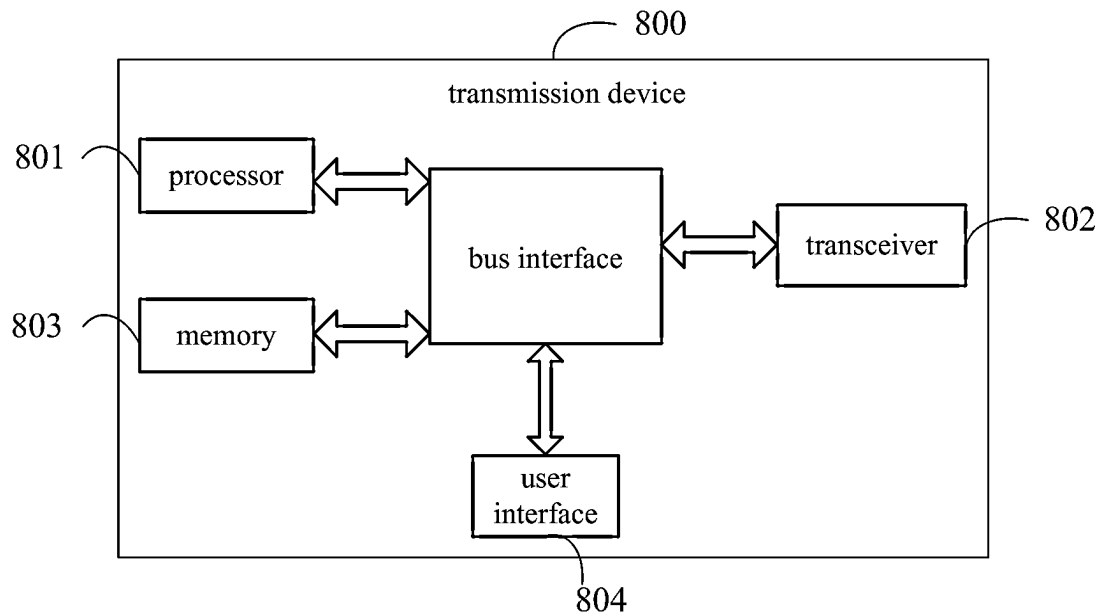 800
transmission device
801
processor
bus interface
transceiver
802
803
memory
user
interface
804